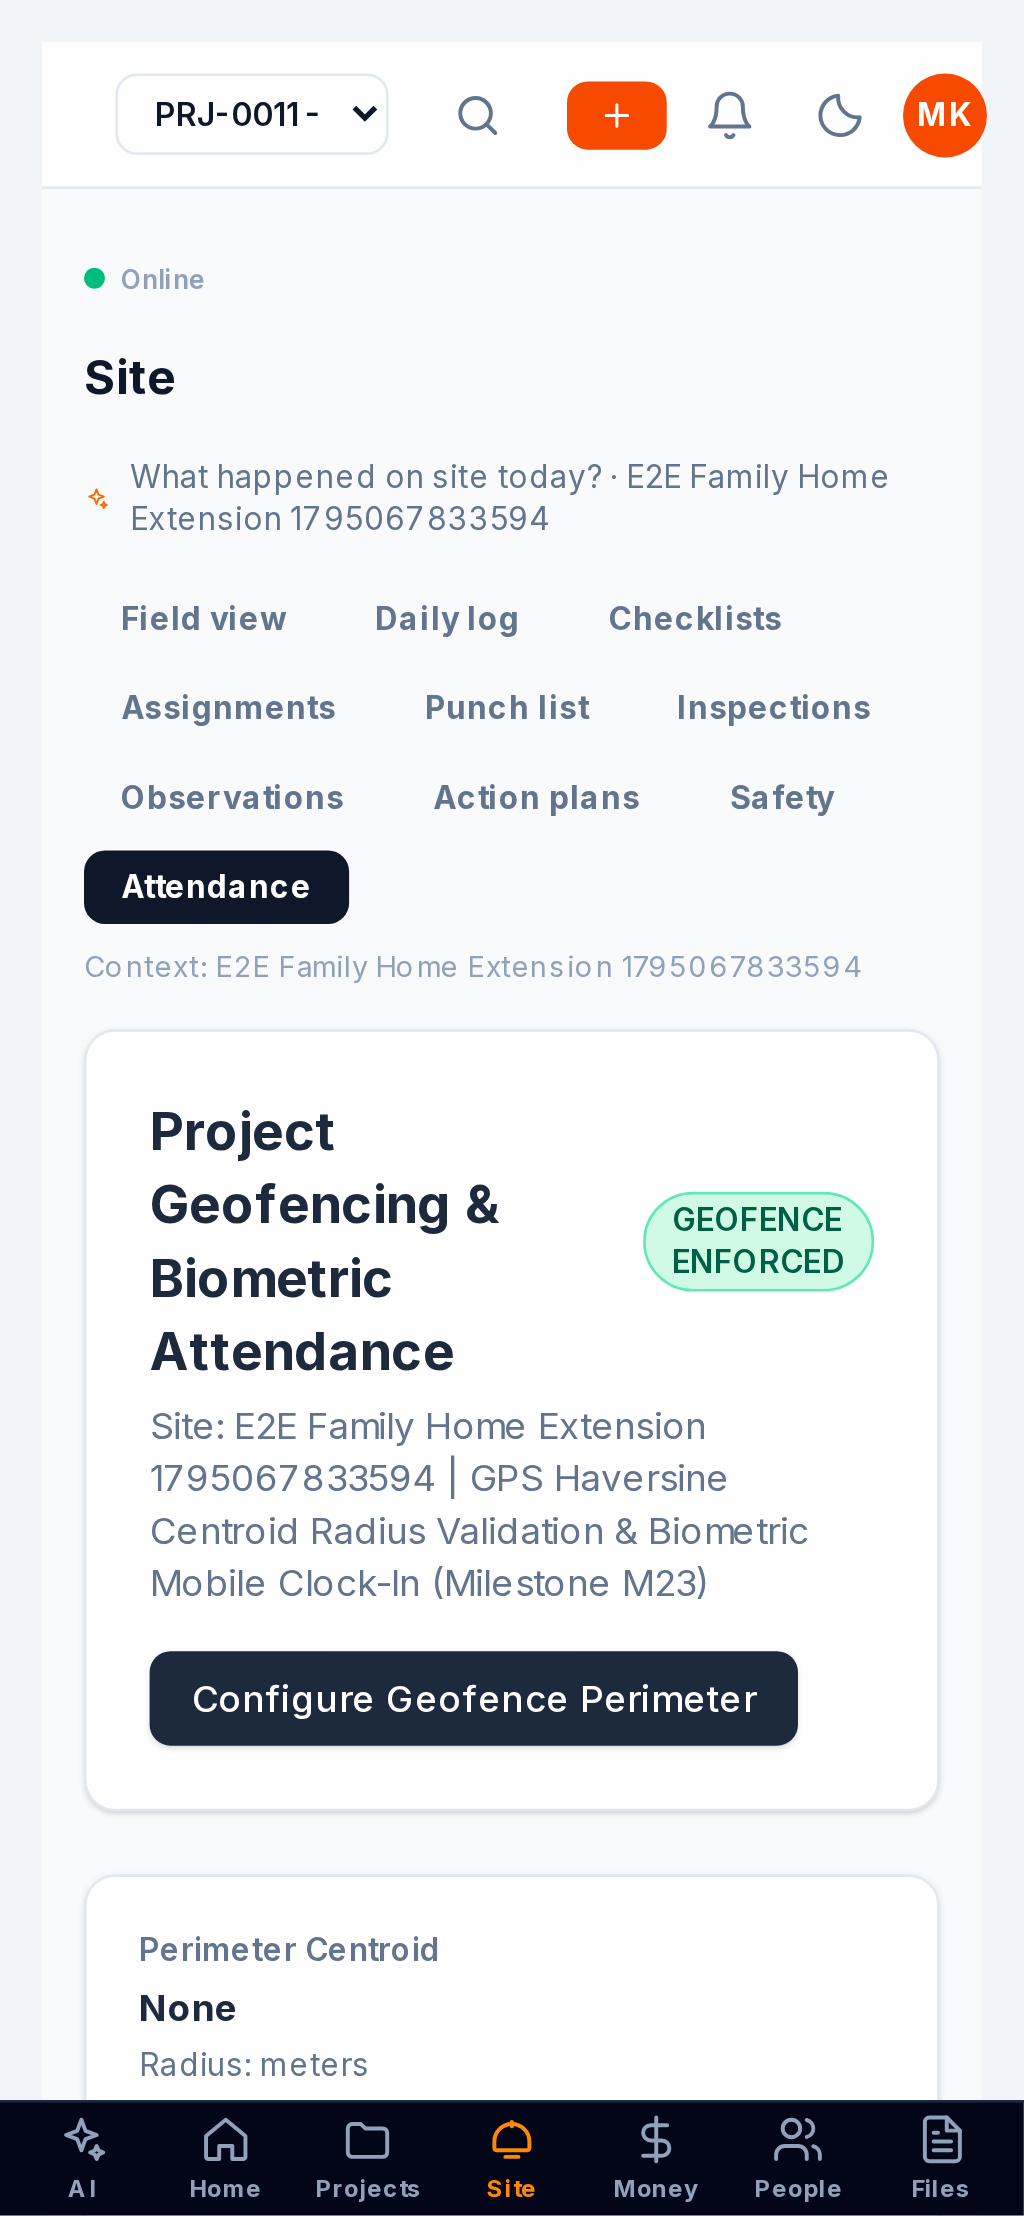 PRJ-0011 -
MK
Online
Site
What happened on site today? · E2E Family Home
Extension 1795067833594
Field view Daily log Checklists
Assignments Punch list Inspections
Observations Action plans Safety
Attendance
Context: E2E Family Home Extension 1795067833594
Project
Geofencing &
Biometric
Attendance
GEOFENCE
ENFORCED
Site: E2E Family Home Extension
1795067833594 | GPS Haversine
Centroid Radius Validation & Biometric
Mobile Clock-In (Milestone M23)
Configure Geofence Perimeter
Perimeter Centroid
None
Radius: meters
AI Home Projects Site Money People Files